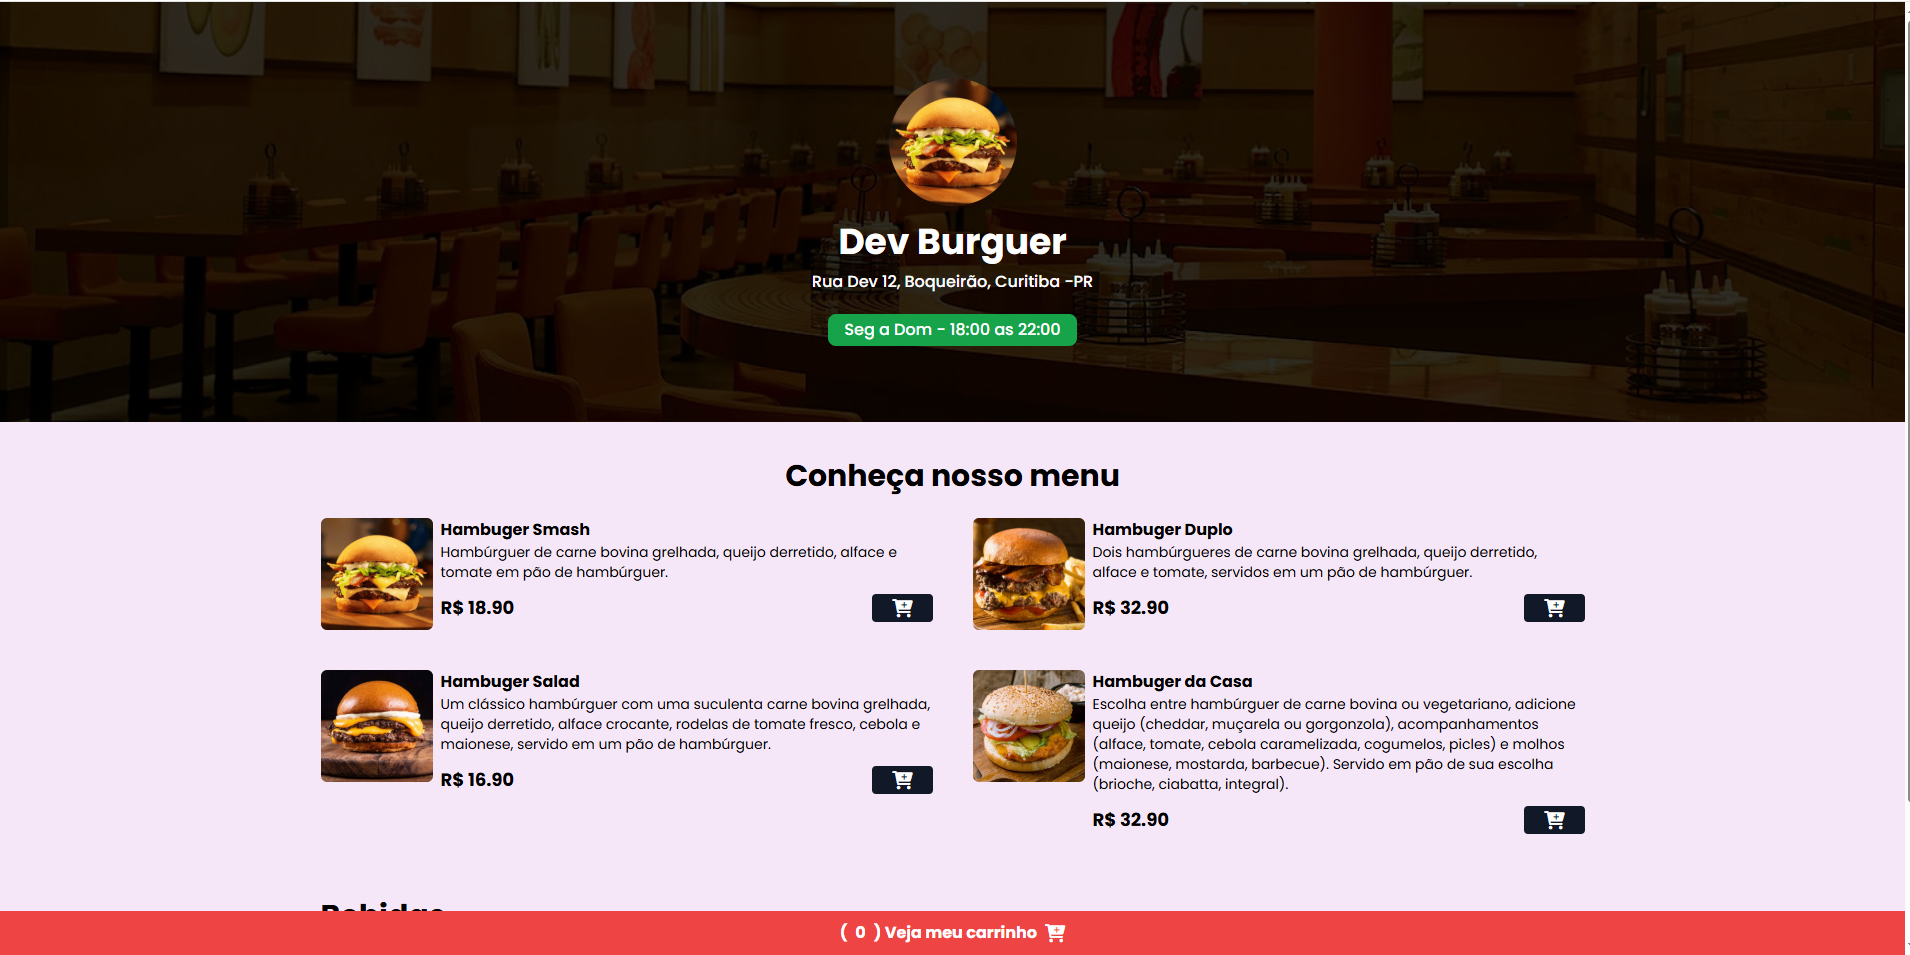 Dev Burguer
Rua Dev 12, Boqueirão, Curitiba -PR
Seg a Dom - 18:00 as 22:00
Conheça nosso menu
Hambuger Smash
Hambúrguer de carne bovina grelhada, queijo derretido, alface e
tomate em pão de hambúrguer.
R$ 18.90
Hambuger Duplo
Dois hambúrgueres de carne bovina grelhada, queijo derretido,
alface e tomate, servidos em um pão de hambúrguer.
R$ 32.90
Hambuger Salad
Um clássico hambúrguer com uma suculenta carne bovina grelhada,
queijo derretido, alface crocante, rodelas de tomate fresco, cebola e
maionese, servido em um pão de hambúrguer.
R$ 16.90
Hambuger da Casa
Escolha entre hambúrguer de carne bovina ou vegetariano, adicione
queijo (cheddar, muçarela ou gorgonzola), acompanhamentos
(alface, tomate, cebola caramelizada, cogumelos, picles) e molhos
(maionese, mostarda, barbecue). Servido em pão de sua escolha
(brioche, ciabatta, integral).
R$ 32.90
Bebidas
( 0 ) Veja meu carrinho